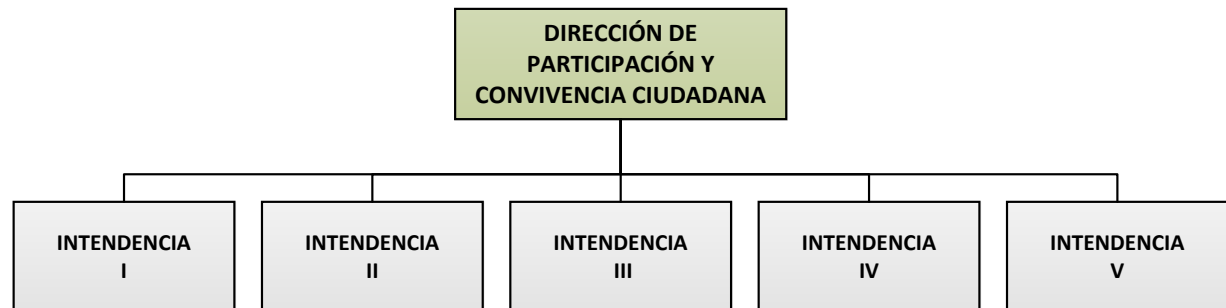 DIRECCIÓN DE
PARTICIPACIÓN Y
CONVIVENCIA CIUDADANA
INTENDENCIA
I
INTENDENCIA
II
INTENDENCIA
III
INTENDENCIA
IV
INTENDENCIA
V